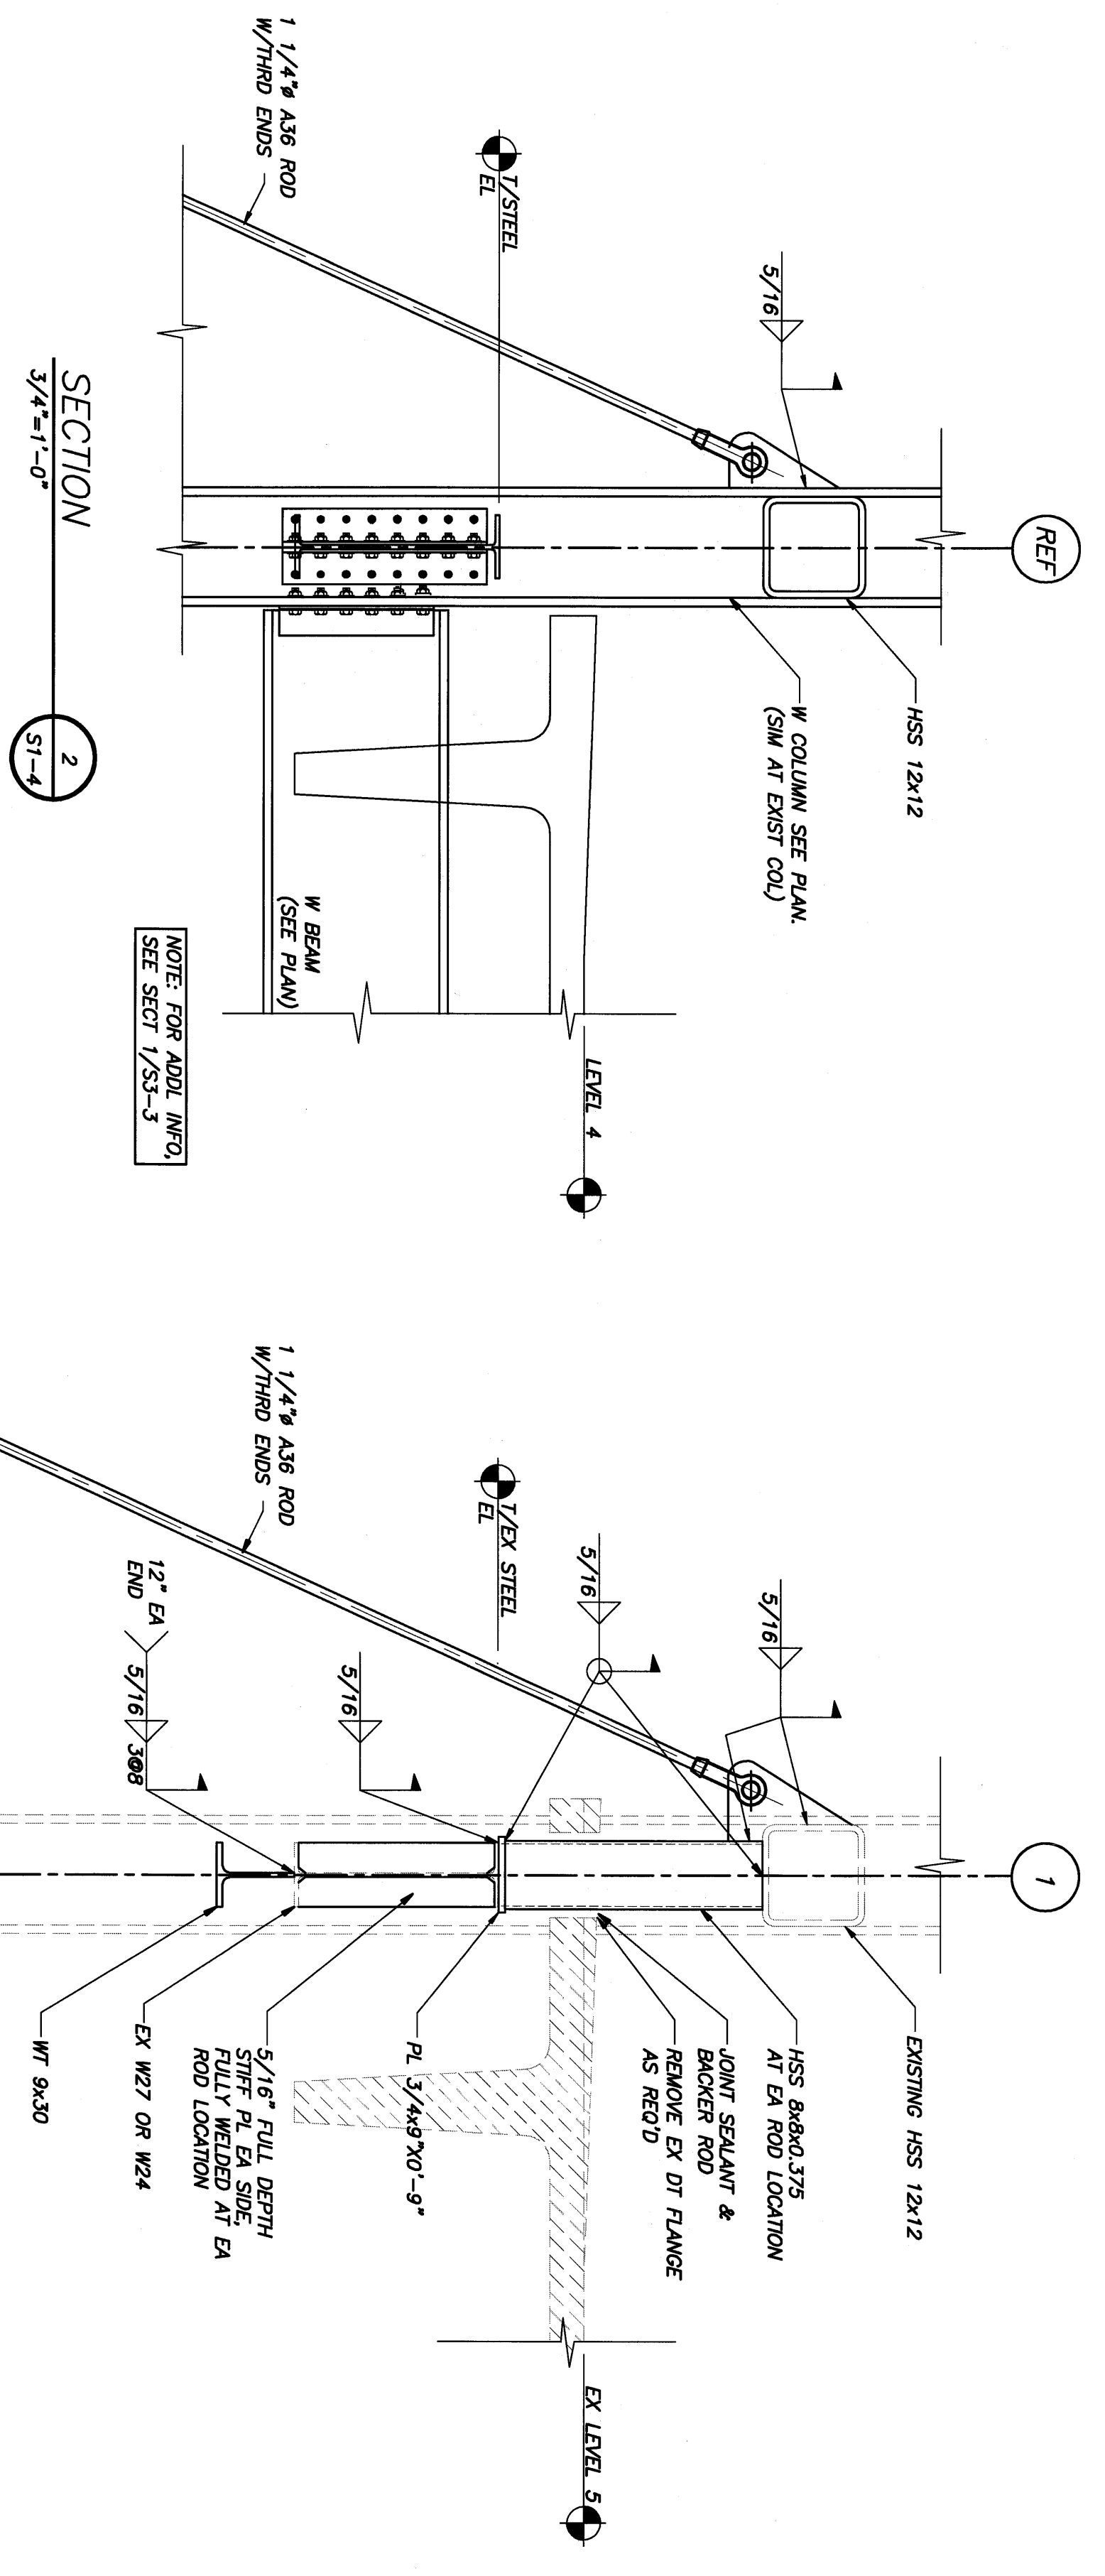 REF
HSS 12x12
W COLUMN SEE PLAN.
(SIM AT EXIST COL)
5/16
T/STEEL
EL
1 1/4"ø A36 ROD
W/THRD ENDS
LEVEL 4
W BEAM
(SEE PLAN)
NOTE: FOR ADDL INFO,
SEE SECT 1/S3-3
SECTION
3/4"=1'-0"
2
S1-4
1
EXISTING HSS 12x12
HSS 8x8x0.375
AT EA ROD LOCATION
JOINT SEALANT &
BACKER ROD
REMOVE EX DT FLANGE
AS REQ'D
5/16
5/16
T/EX STEEL
EL
1 1/4"ø A36 ROD
W/THRD ENDS
5/16
12" EA
END
5/16
3@8
EX LEVEL 5
PL 3/4x9"X0'-9"
5/16" FULL DEPTH
STIFF PL EA SIDE,
FULLY WELDED AT EA
ROD LOCATION
EX W27 OR W24
WT 9x30